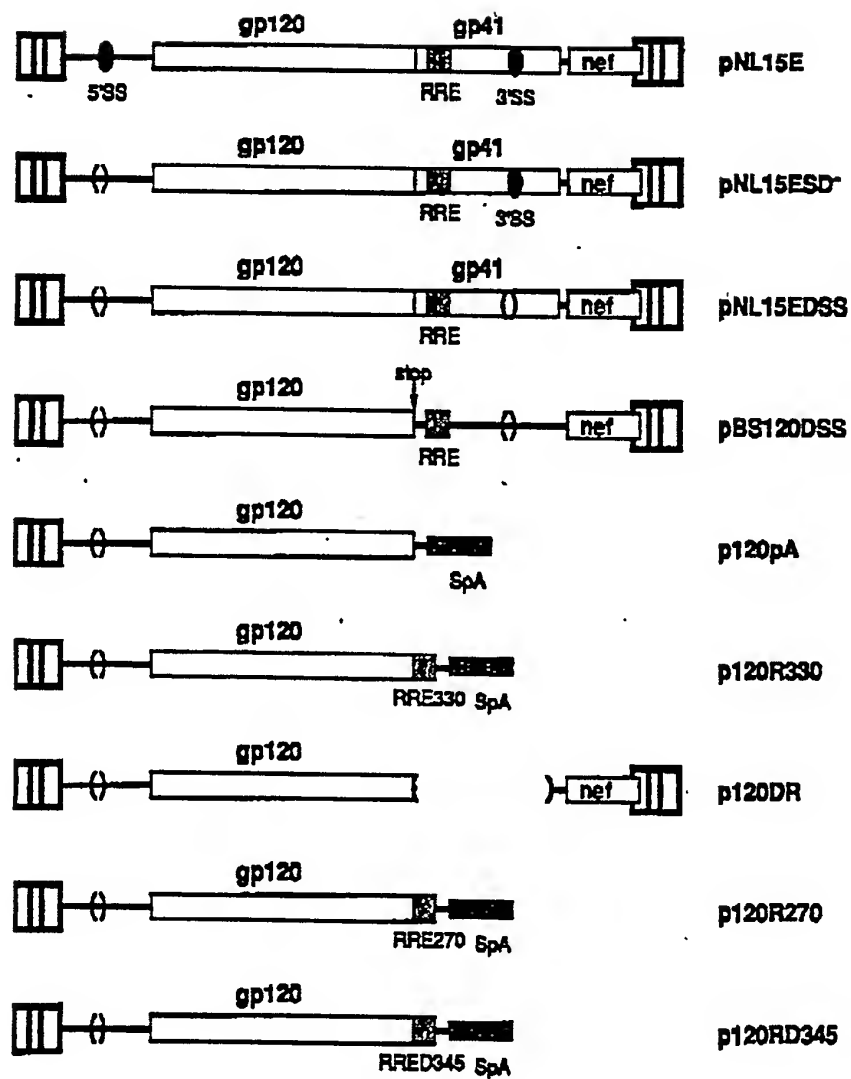 gp120 gp41
nef pNL15E
5'SS RRE 3'SS
gp120 gp41
nef pNL15ESD⁻
RRE 3'SS
gp120 gp41
nef pNL15EDSS
RRE
gp120 stop
nef pBS120DSS
RRE
gp120
p120pA
SpA
gp120
p120R330
RRE330 SpA
gp120
nef p120DR
gp120
p120R270
RRE270 SpA
gp120
p120RD345
RRED345 SpA